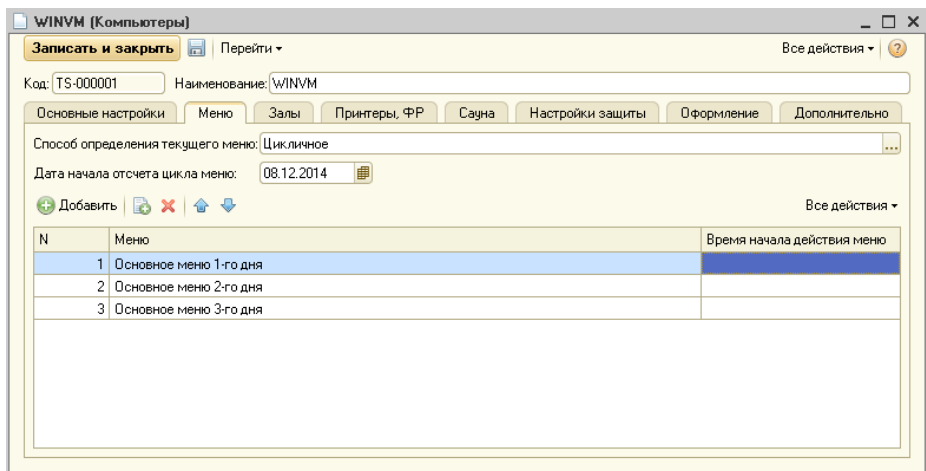 WINVM (Компьютеры)
Записать и закрыть Перейти Все действия ?
Код: TS-000001 Наименование: WINVM
Основные настройки Меню Залы Принтеры, ФР Сауна Настройки защиты Оформление Дополнительно
Способ определения текущего меню: Цикличное ...
Дата начала отсчета цикла меню: 08.12.2014
Добавить Все действия
N Меню Время начала действия меню
1 Основное меню 1-го дня
2 Основное меню 2-го дня
3 Основное меню 3-го дня